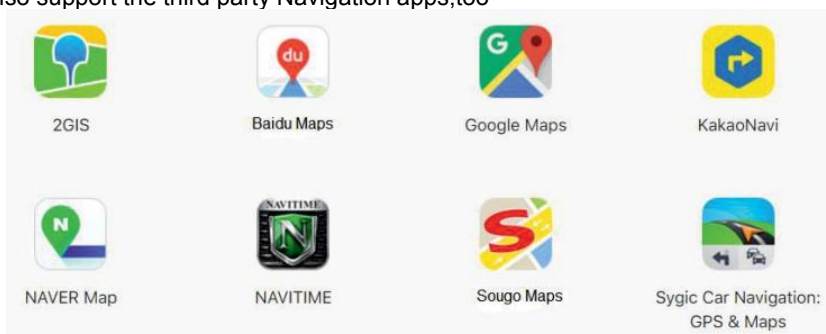 lso support the third party Navigation apps,too
du
G
2GIS
Baidu Maps
Google Maps
KakaoNavi
N
NAVITIME
N
S
NAVER Map
NAVITIME
Sougo Maps
Sygic Car Navigation:
GPS & Maps